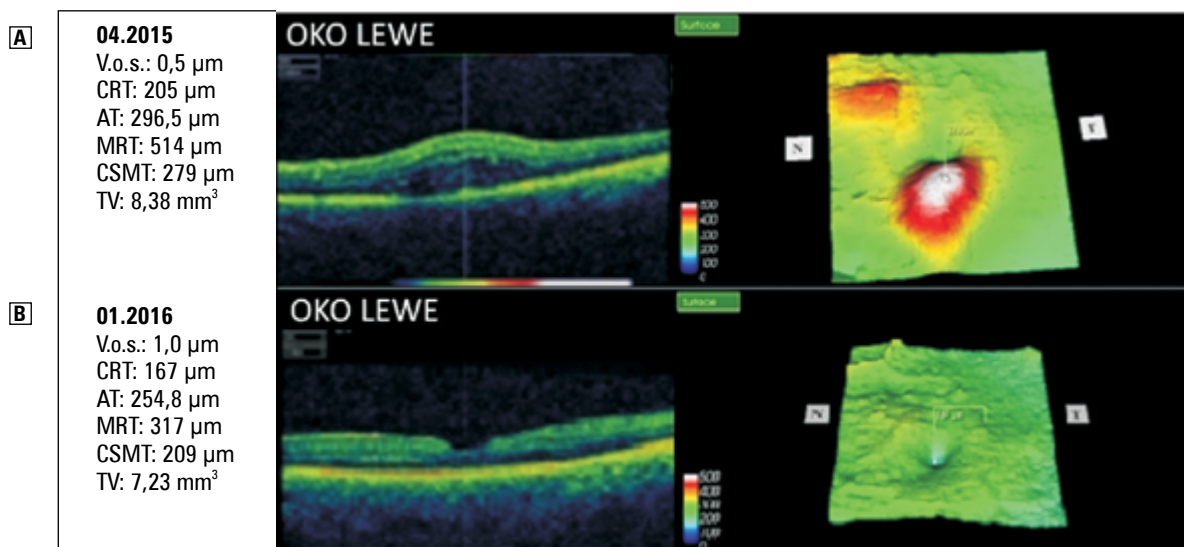 A
04.2015
V.o.s.: 0,5 µm
CRT: 205 µm
AT: 296,5 µm
MRT: 514 µm
CSMT: 279 µm
TV: 8,38 mm³
OKO LEWE
Surface
N
T
500
400
300
200
100
0
B
01.2016
V.o.s.: 1,0 µm
CRT: 167 µm
AT: 254,8 µm
MRT: 317 µm
CSMT: 209 µm
TV: 7,23 mm³
OKO LEWE
Surface
N
T
500
400
300
200
100
0